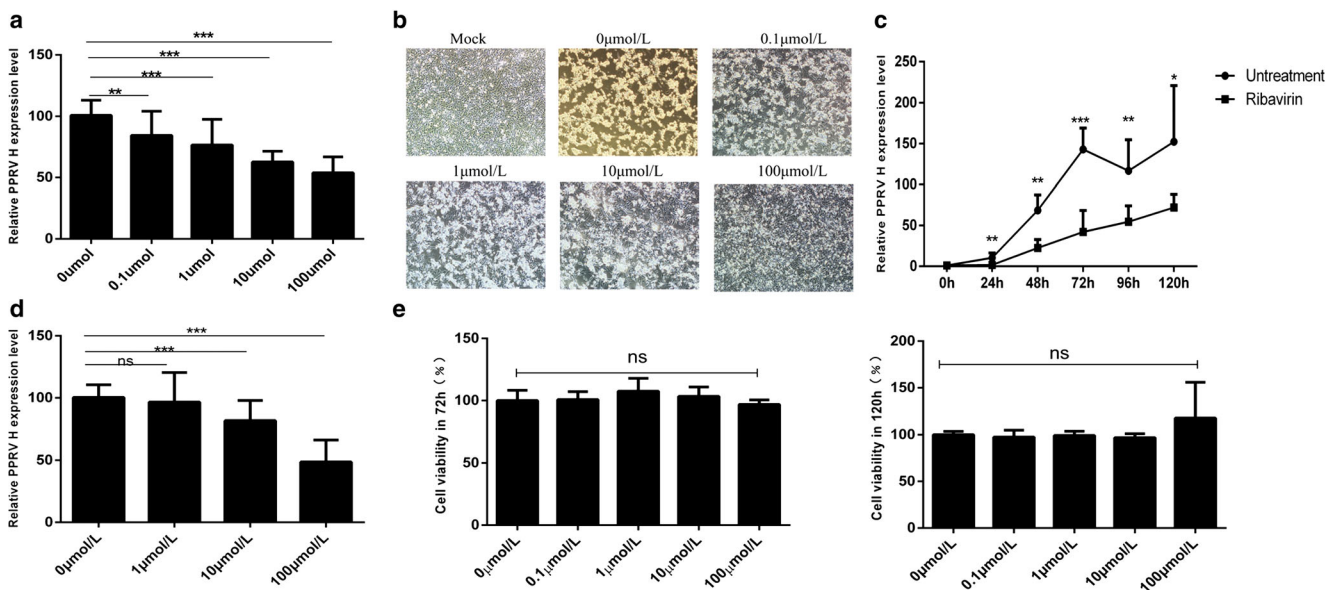 a
Relative PPRV H expression level
150
100
50
0
***
***
***
**
0umol
0.1umol
1umol
10umol
100umol
b
Mock
0μmol/L
0.1μmol/L
1μmol/L
10μmol/L
100μmol/L
c
Relative PPRV H expression level
250
200
150
100
50
0
**
**
***
**
*
0h
24h
48h
72h
96h
120h
Untreatment
Ribavirin
d
Relative PPRV H expression level
150
100
50
0
***
***
ns
0μmol/L
1μmol/L
10μmol/L
100μmol/L
e
Cell viability in 72h（%）
150
100
50
0
ns
0μmol/L
0.1μmol/L
1μmol/L
10μmol/L
100μmol/L
Cell viability in 120h（%）
200
150
100
50
0
ns
0μmol/L
0.1μmol/L
1μmol/L
10μmol/L
100μmol/L